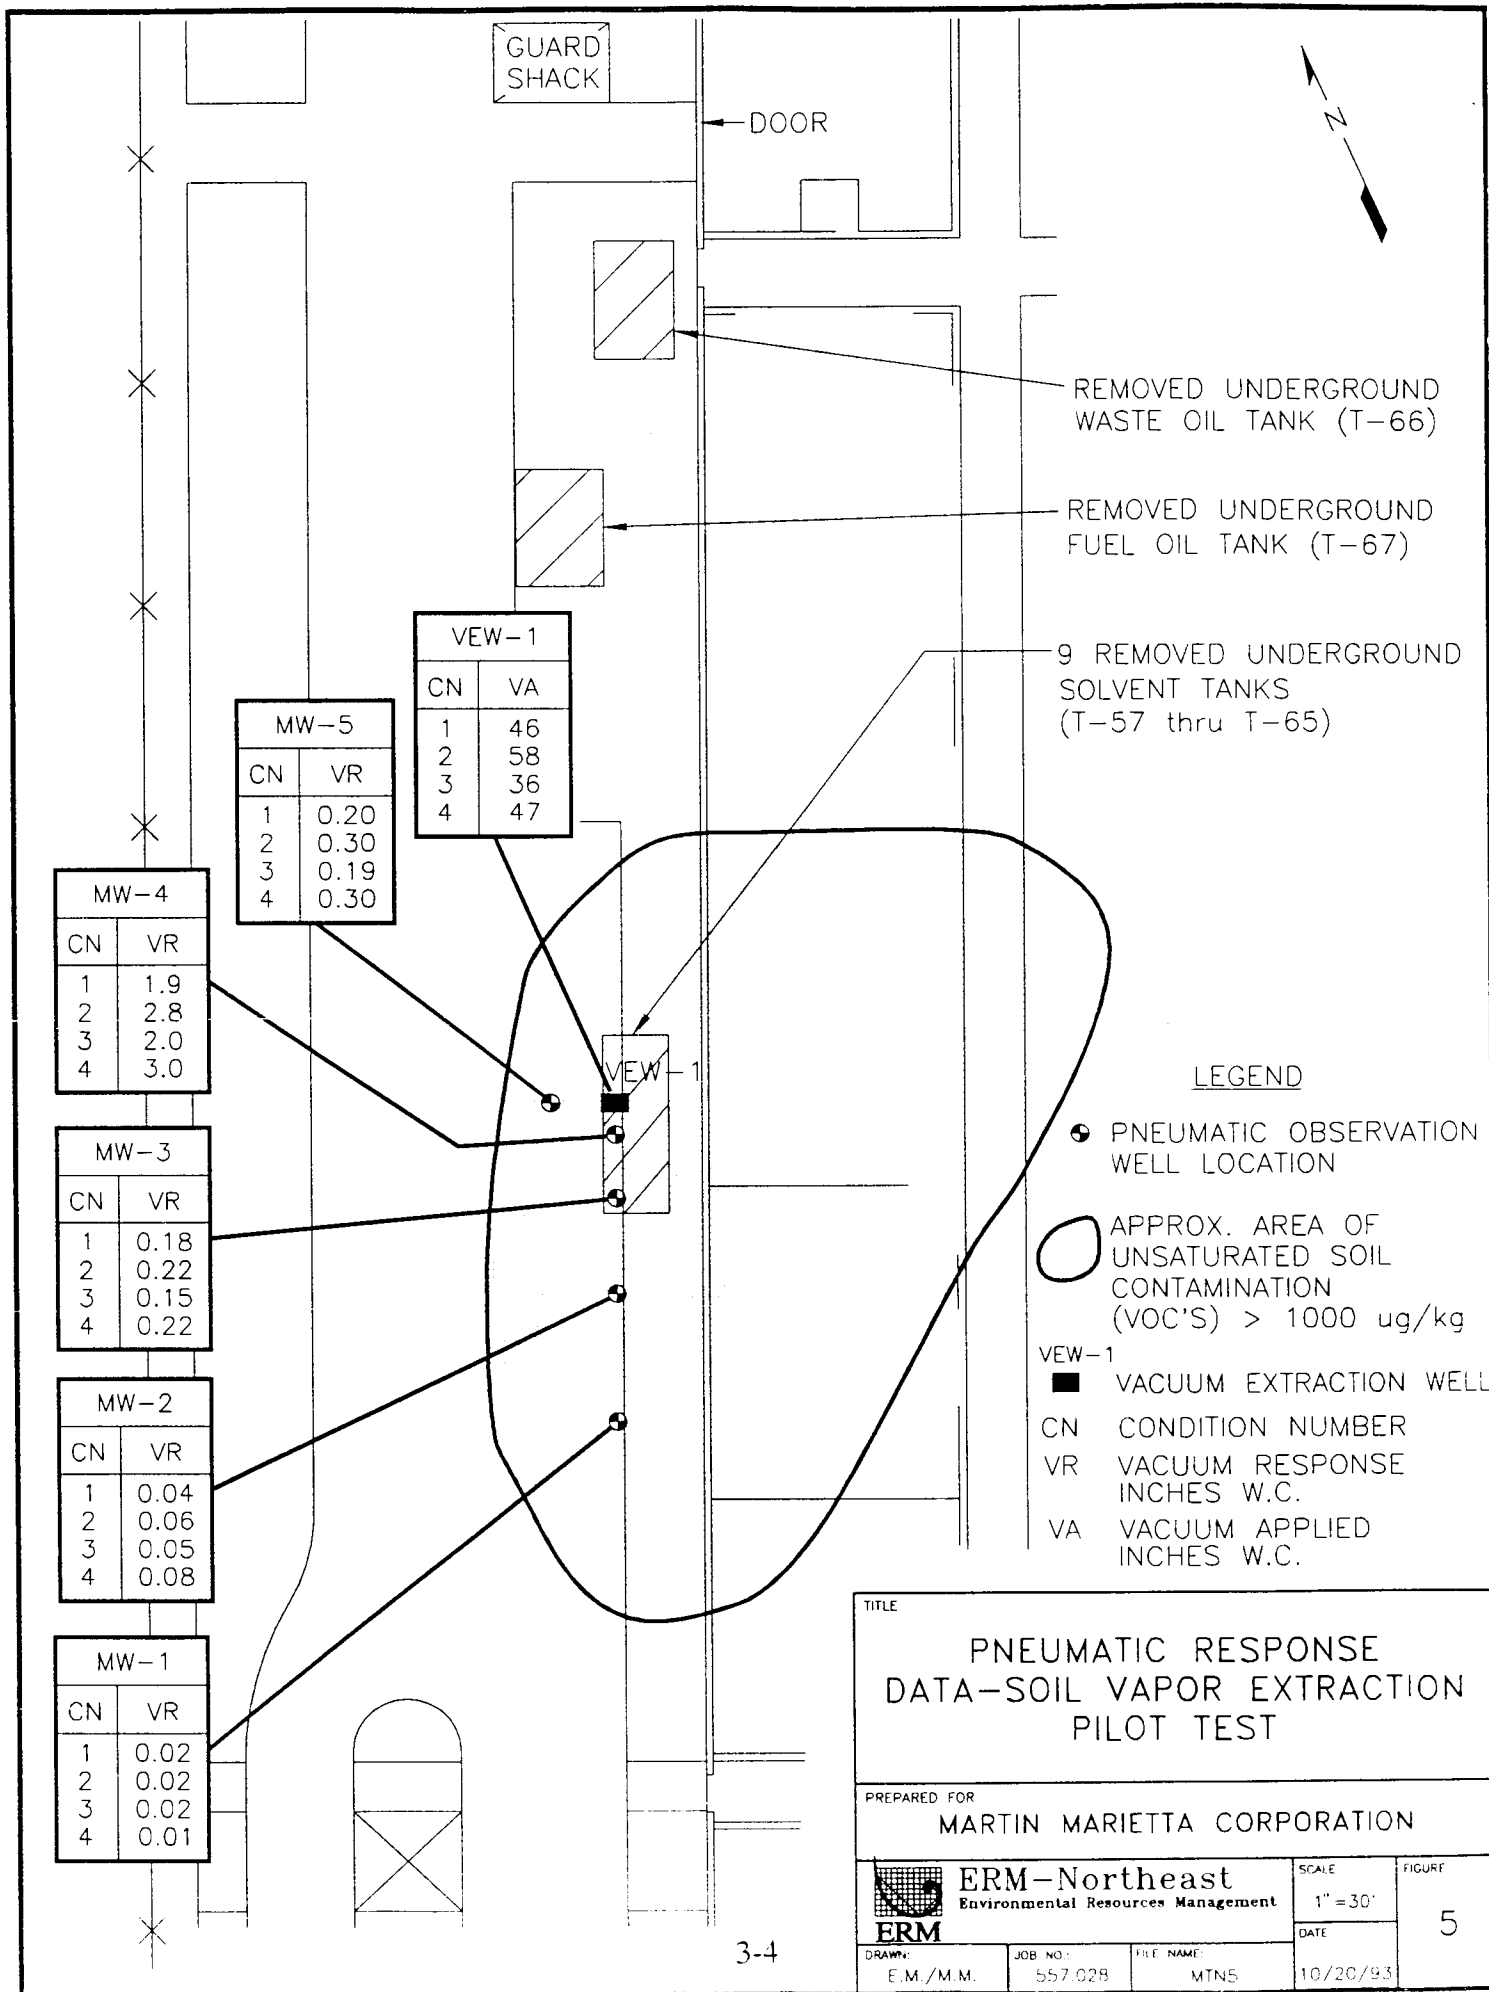 GUARD
SHACK
DOOR
N
REMOVED UNDERGROUND
WASTE OIL TANK (T-66)
REMOVED UNDERGROUND
FUEL OIL TANK (T-67)
9 REMOVED UNDERGROUND
SOLVENT TANKS
(T-57 thru T-65)
VEW-1
CN VA
1 46
2 58
3 36
4 47
MW-5
CN VR
1 0.20
2 0.30
3 0.19
4 0.30
MW-4
CN VR
1 1.9
2 2.8
3 2.0
4 3.0
VEW-1
MW-3
CN VR
1 0.18
2 0.22
3 0.15
4 0.22
MW-2
CN VR
1 0.04
2 0.06
3 0.05
4 0.08
MW-1
CN VR
1 0.02
2 0.02
3 0.02
4 0.01
LEGEND
PNEUMATIC OBSERVATION
WELL LOCATION
APPROX. AREA OF
UNSATURATED SOIL
CONTAMINATION
(VOC'S) > 1000 ug/kg
VEW-1
VACUUM EXTRACTION WELL
CN CONDITION NUMBER
VR VACUUM RESPONSE
INCHES W.C.
VA VACUUM APPLIED
INCHES W.C.
TITLE
PNEUMATIC RESPONSE
DATA-SOIL VAPOR EXTRACTION
PILOT TEST
PREPARED FOR
MARTIN MARIETTA CORPORATION
ERM
ERM-Northeast
Environmental Resources Management
SCALE
1"=30'
FIGURE
5
DATE
10/20/93
DRAWN:
E.M./M.M.
JOB NO.:
557.028
FILE NAME:
MTN5
3-4